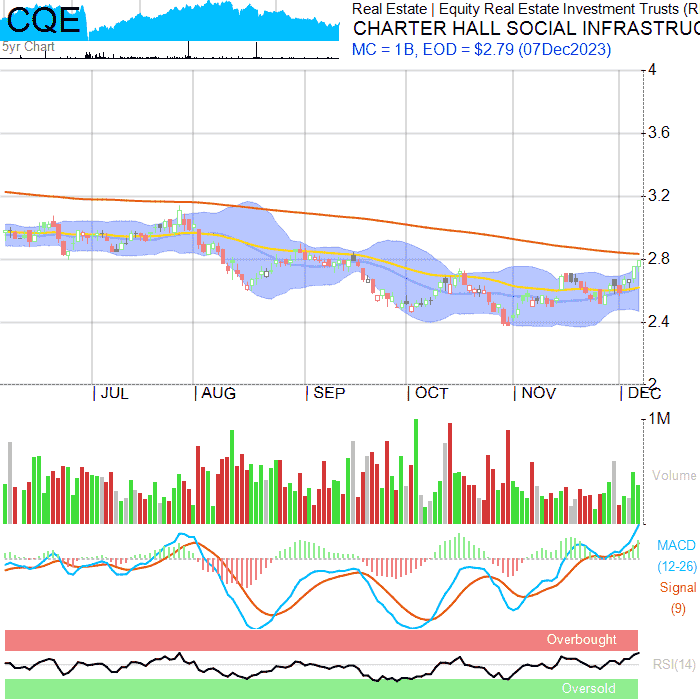 CQE
5yr Chart
Real Estate | Equity Real Estate Investment Trusts (R
CHARTER HALL SOCIAL INFRASTRUC
MC = 1B, EOD = $2.79 (07Dec2023)
4
3.6
3.2
2.8
2.4
2
JUL AUG SEP OCT NOV DEC
1M
Volume
MACD
(12-26)
Signal
(9)
Overbought
RSI(14)
Oversold